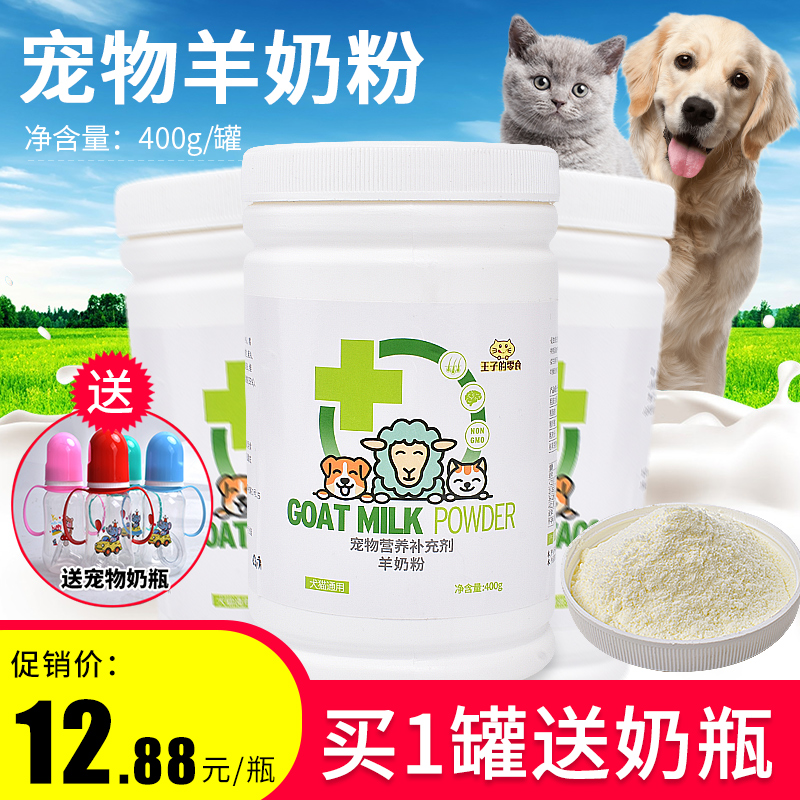 宠物羊奶粉
净含量：400g/罐
王子的零食
NON
GMO
GOAT MILK POWDER
宠物营养补充剂
羊奶粉
犬猫通用
净含量:400g
送
送宠物奶瓶
促销价：
12.88元/瓶
买1罐送奶瓶